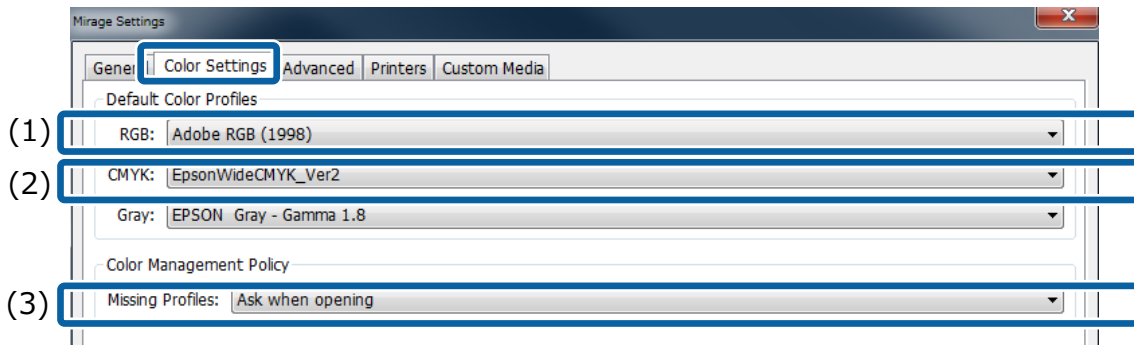 Mirage Settings
General Color Settings Advanced Printers Custom Media
Default Color Profiles
(1) RGB: Adobe RGB (1998)
(2) CMYK: EpsonWideCMYK_Ver2
Gray: EPSON Gray - Gamma 1.8
Color Management Policy
(3) Missing Profiles: Ask when opening